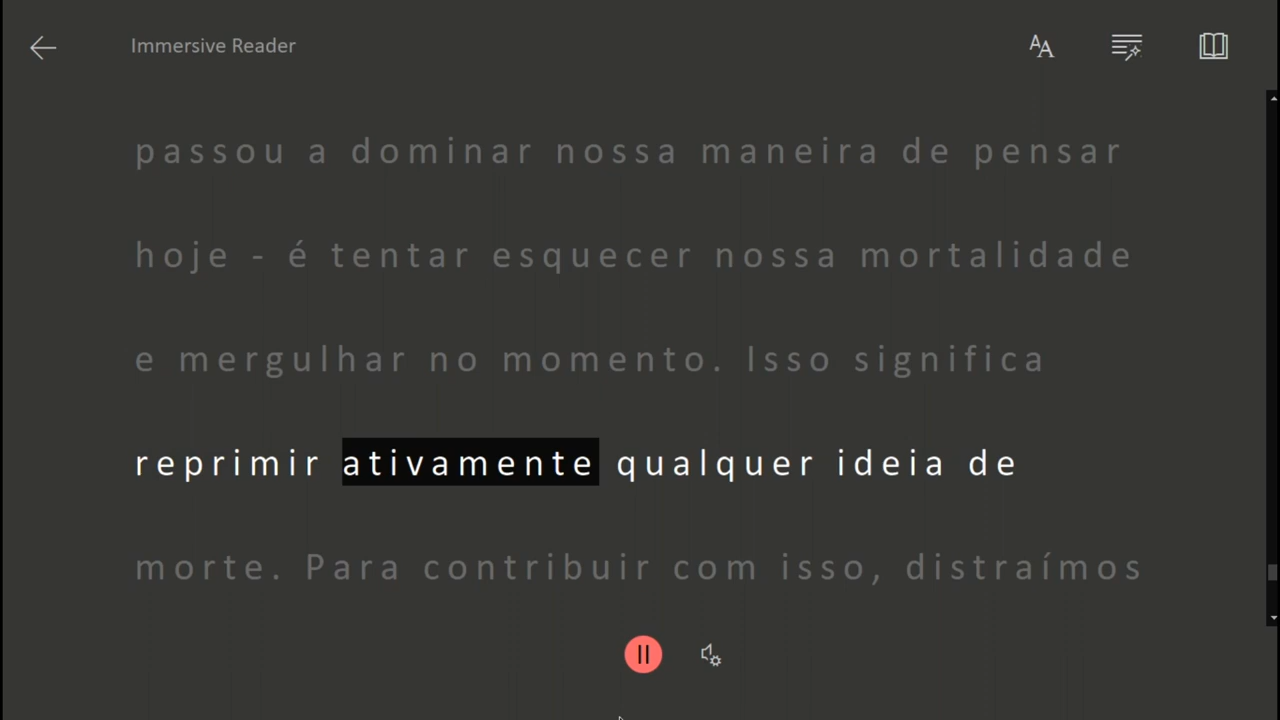 Immersive Reader
passou a dominar nossa maneira de pensar
hoje - é tentar esquecer nossa mortalidade
e mergulhar no momento. Isso significa
reprimir ativamente qualquer ideia de
morte. Para contribuir com isso, distraímos